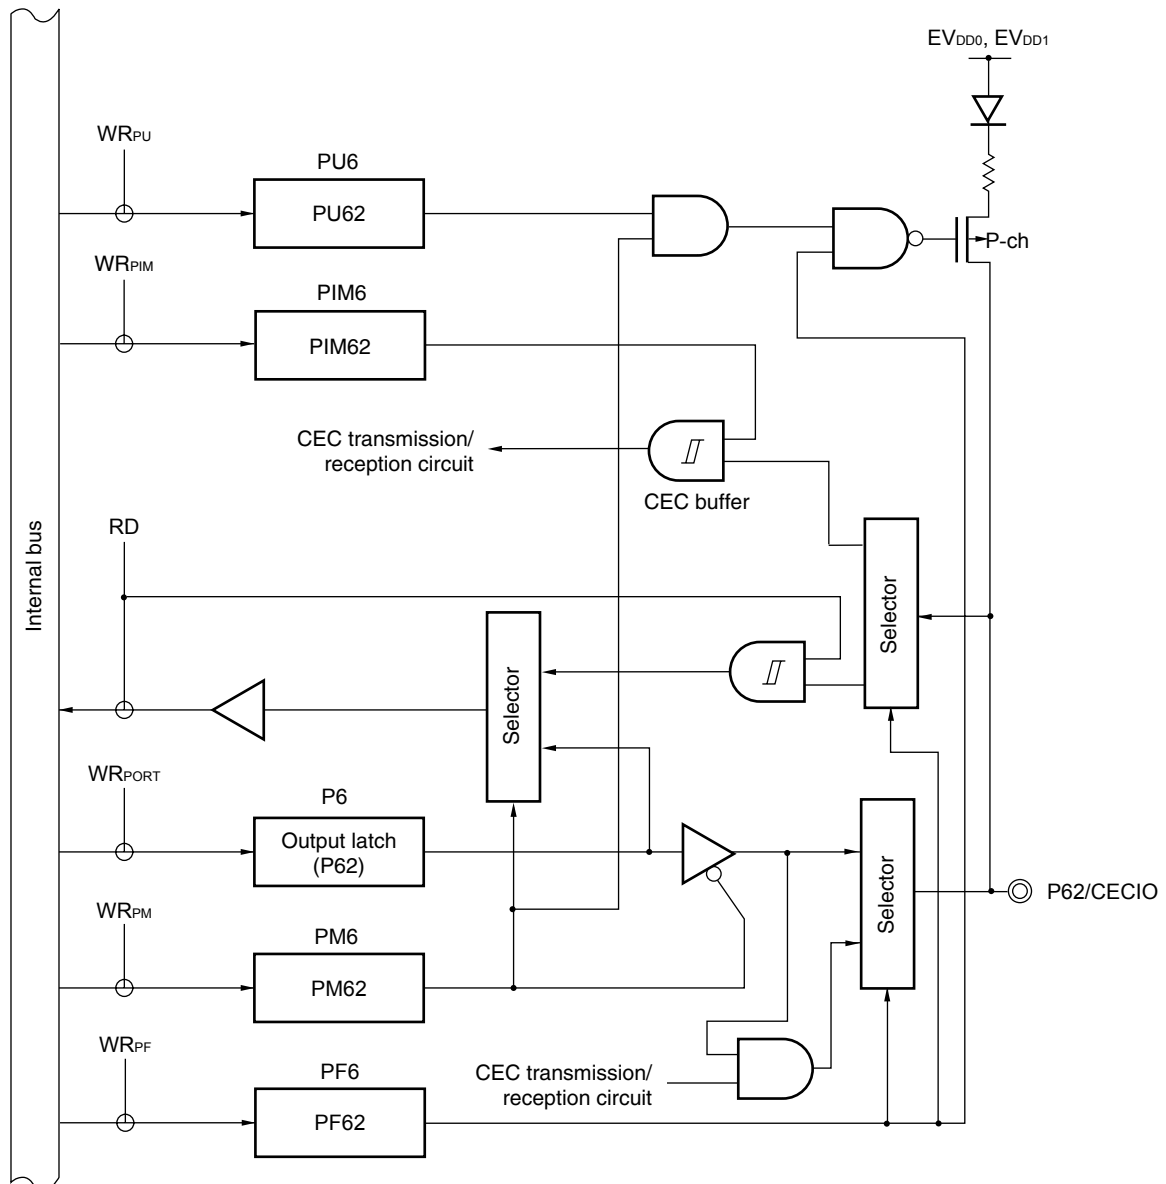 EVDD0, EVDD1
WRPU
PU6
PU62
P-ch
WRPIM
PIM6
PIM62
CEC transmission/
reception circuit
CEC buffer
RD
Internal bus
Selector
Selector
WRPORT
P6
Output latch
(P62)
Selector
P62/CECIO
WRPM
PM6
PM62
WRPF
PF6
PF62
CEC transmission/
reception circuit